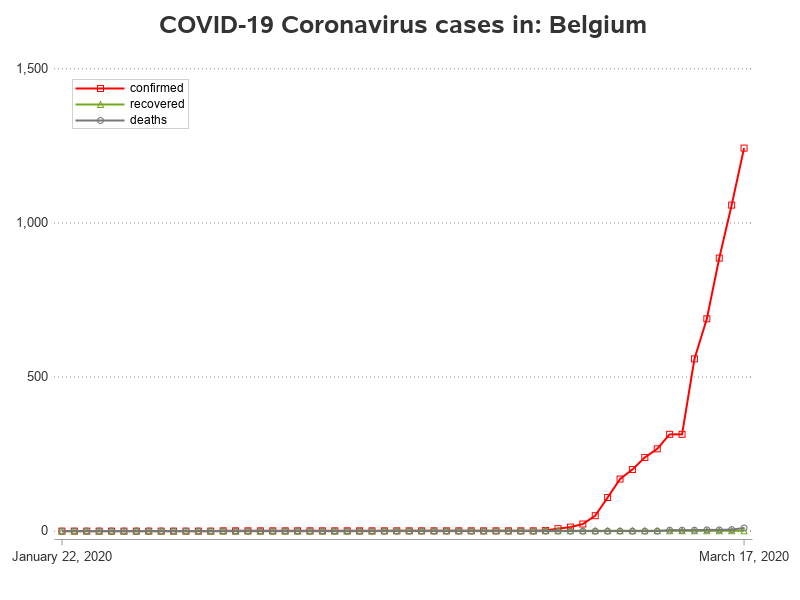 COVID-19 Coronavirus cases in: Belgium
1,500
confirmed
recovered
deaths
1,000
500
0
January 22, 2020
March 17, 2020